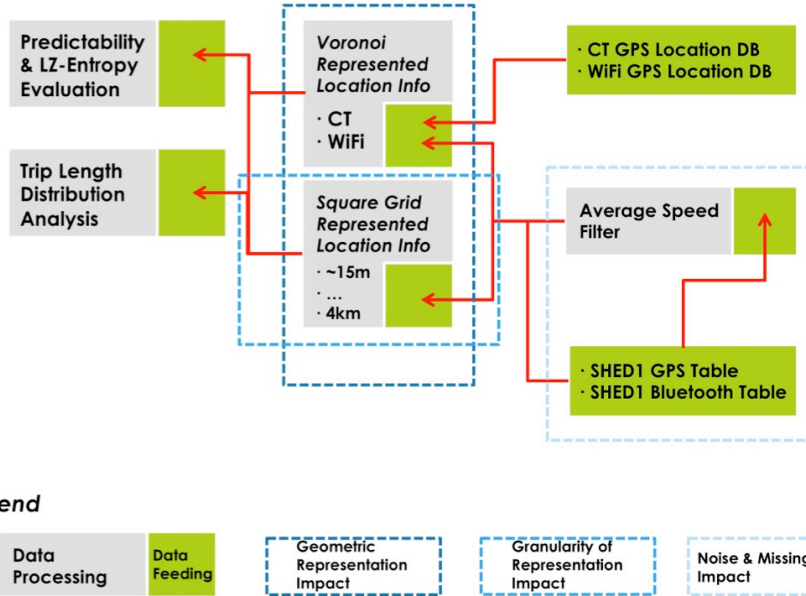 Predictability
& LZ-Entropy
Evaluation
Trip Length
Distribution
Analysis
Voronoi
Represented
Location Info
· CT
· WiFi
Square Grid
Represented
Location Info
· ~15m
· ...
· 4km
· CT GPS Location DB
· WiFi GPS Location DB
Average Speed
Filter
· SHED1 GPS Table
· SHED1 Bluetooth Table
end
Data
Processing
Data
Feeding
Geometric
Representation
Impact
Granularity of
Representation
Impact
Noise & Missing
Impact